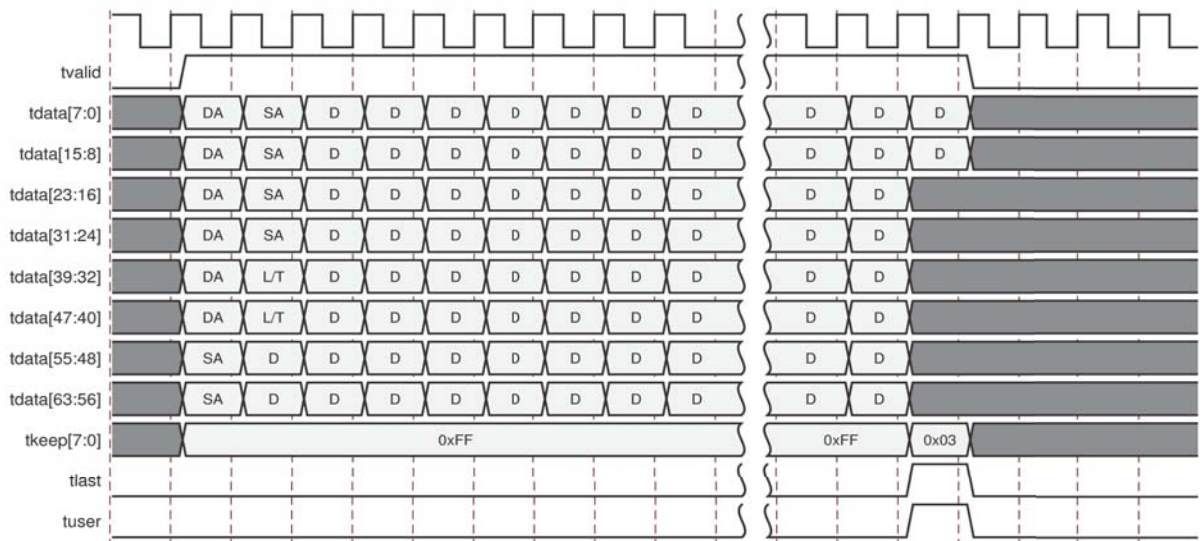 tvalid
tdata[7:0] DA SA D D D D D D D D D D
tdata[15:8] DA SA D D D D D D D D D D
tdata[23:16] DA SA D D D D D D D D D
tdata[31:24] DA SA D D D D D D D D D
tdata[39:32] DA L/T D D D D D D D D D
tdata[47:40] DA L/T D D D D D D D D D
tdata[55:48] SA D D D D D D D D D D
tdata[63:56] SA D D D D D D D D D D
tkeep[7:0] 0xFF 0xFF 0x03
tlast
tuser